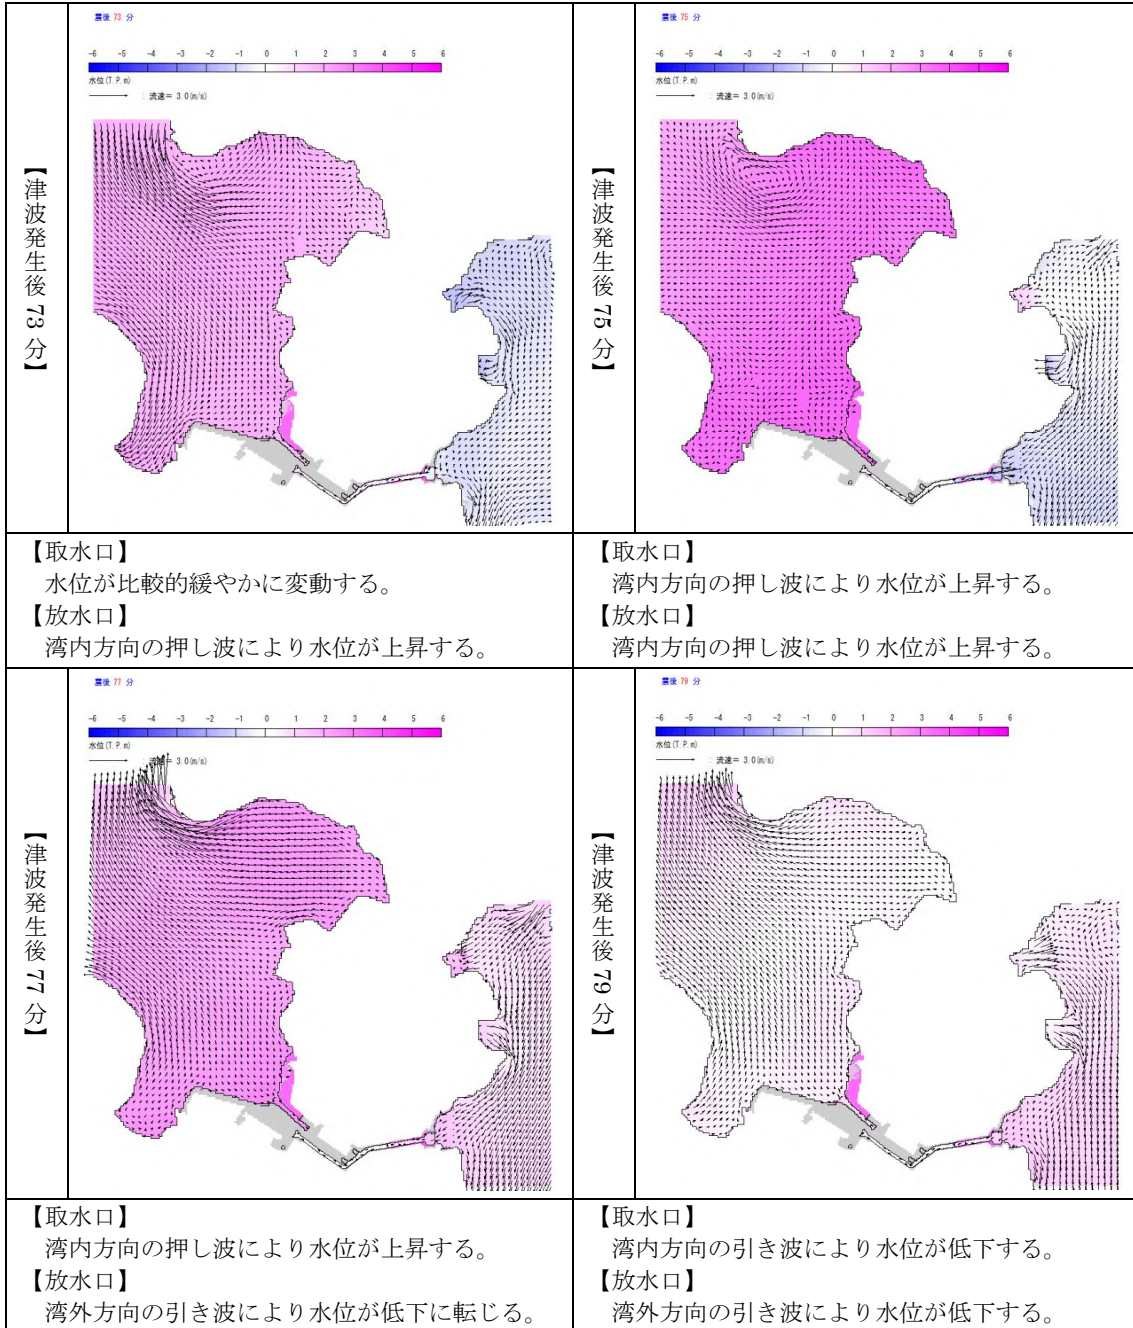 震後 73 分
-6 -5 -4 -3 -2 -1 0 1 2 3 4 5 6
水位(T.P.m)
: 流速= 3.0(m/s)
【津波発生後 73 分】
【取水口】
水位が比較的緩やかに変動する。
【放水口】
湾内方向の押し波により水位が上昇する。
震後 75 分
-6 -5 -4 -3 -2 -1 0 1 2 3 4 5 6
水位(T.P.m)
: 流速= 3.0(m/s)
【津波発生後 75 分】
【取水口】
湾内方向の押し波により水位が上昇する。
【放水口】
湾内方向の押し波により水位が上昇する。
震後 77 分
-6 -5 -4 -3 -2 -1 0 1 2 3 4 5 6
水位(T.P.m)
: 流速= 3.0(m/s)
【津波発生後 77 分】
【取水口】
湾内方向の押し波により水位が上昇する。
【放水口】
湾外方向の引き波により水位が低下に転じる。
震後 79 分
-6 -5 -4 -3 -2 -1 0 1 2 3 4 5 6
水位(T.P.m)
: 流速= 3.0(m/s)
【津波発生後 79 分】
【取水口】
湾内方向の引き波により水位が低下する。
【放水口】
湾外方向の引き波により水位が低下する。